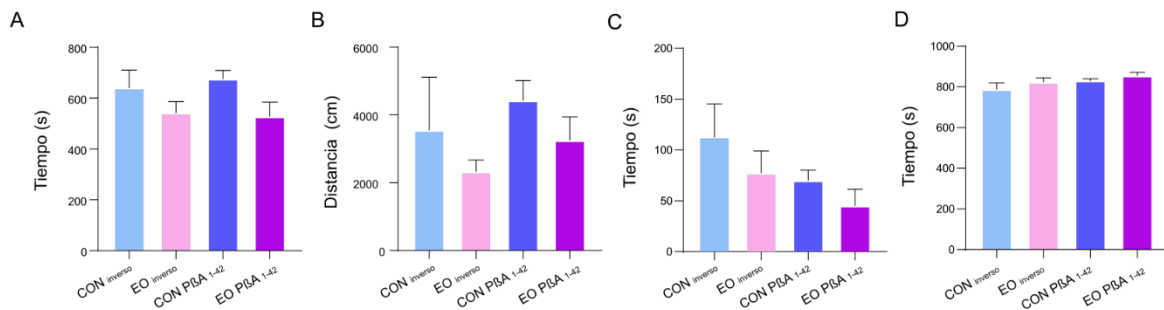 A
Tiempo (s)
800
600
400
200
0
CON inverso
EO inverso
CON PβA 1-42
EO PβA 1-42
B
Distancia (cm)
6000
4000
2000
0
CON inverso
EO inverso
CON PβA 1-42
EO PβA 1-42
C
Tiempo (s)
200
150
100
50
0
CON inverso
EO inverso
CON PβA 1-42
EO PβA 1-42
D
Tiempo (s)
1000
800
600
400
200
0
CON inverso
EO inverso
CON PβA 1-42
EO PβA 1-42